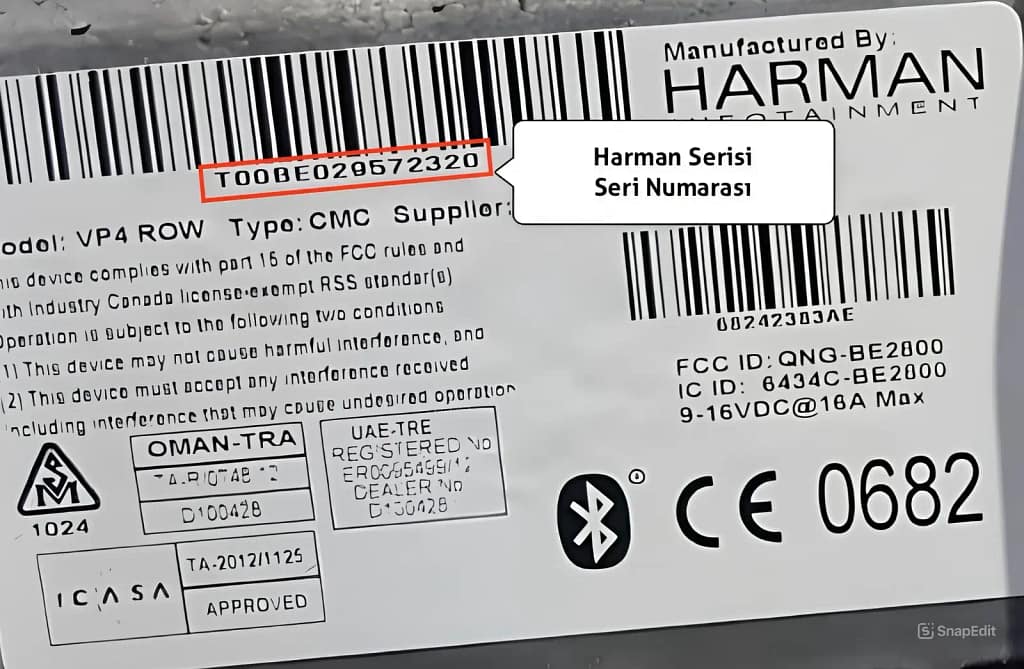 Manufactured By:
HARMAN
INFOTAINMENT
T00BE029572320
Harman Serisi
Seri Numarası
odel: VP4 ROW Type: CMC Supplier:
his device complies with part 15 of the FCC rules and
ith Industry Canada license-exempt RSS standar(s)
Operation is subject to the following two conditions
1) This device may not cause harmful interference, and
(2) This device must accept any interference received
including interference that may cause undesired operation
08242383AE
FCC ID: QNG-BE2800
IC ID: 6434C-BE2800
9-16VDC@16A Max
1024
OMAN-TRA
D100428
UAE-TRE
REGISTERED No
DEALER No
ICASA
TA-2012/1125
APPROVED
CE 0682
SnapEdit